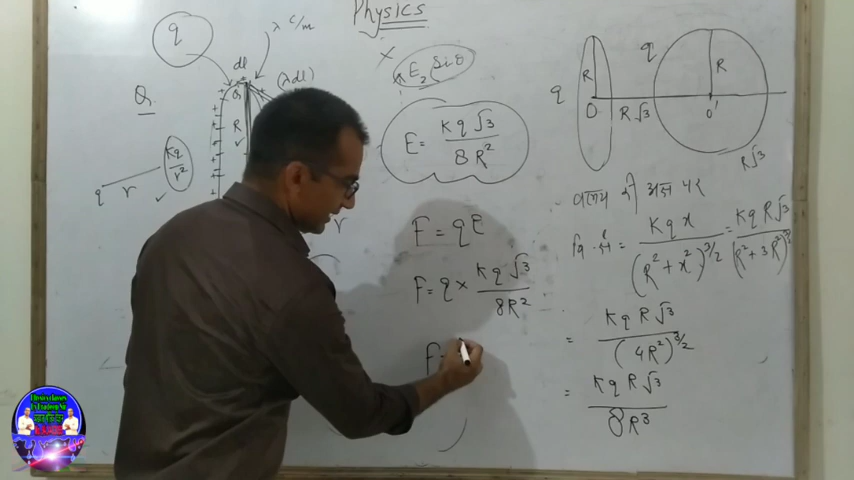 Physics
q
λ C/m
dl
(λdl)
Q
R
Kq/r²
q r
r
E₂ Sinθ
E = Kq√3 / 8R²
F = qE
F = q × Kq√3 / 8R²
F =
q
R
q
R
O
R√3
O'
R√3
वलय की अक्ष पर
= Kqx / (R² + x²)^3/2 = KqR√3 / (R² + 3R²)^3/2
= KqR√3 / (4R²)^3/2
= KqR√3 / 8R³